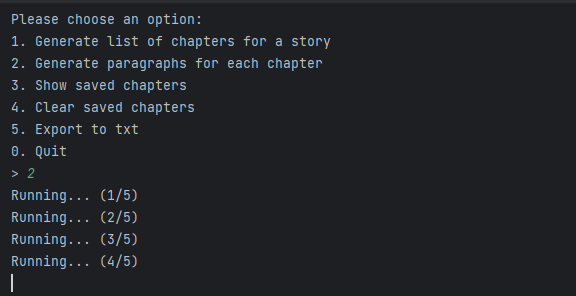 Please choose an option:
1. Generate list of chapters for a story
2. Generate paragraphs for each chapter
3. Show saved chapters
4. Clear saved chapters
5. Export to txt
0. Quit
> 2
Running... (1/5)
Running... (2/5)
Running... (3/5)
Running... (4/5)